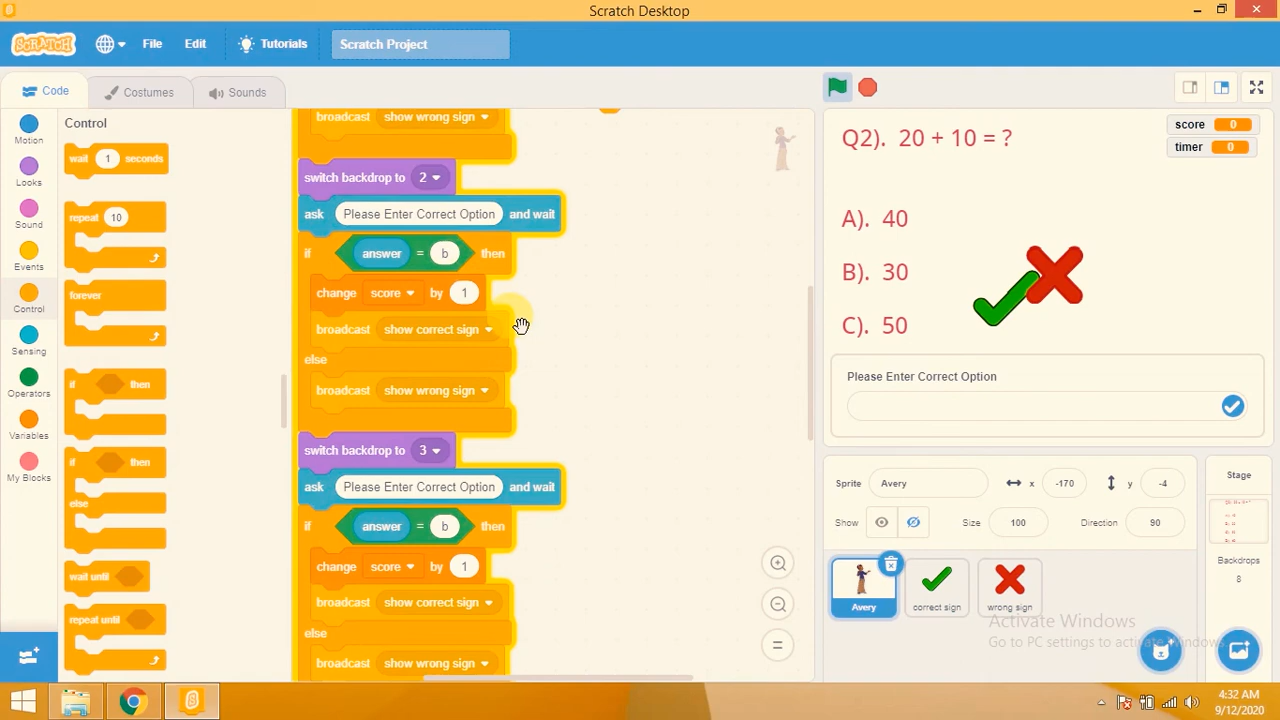 Scratch Desktop
SCRATCH
File
Edit
Tutorials
Scratch Project
Code
Costumes
Sounds
Motion
Looks
Sound
Events
Control
Sensing
Operators
Variables
My Blocks
Control
wait 1 seconds
repeat 10
forever
if then
if then
else
wait until
repeat until
broadcast show wrong sign
switch backdrop to 2
ask Please Enter Correct Option and wait
if answer = b then
change score by 1
broadcast show correct sign
else
broadcast show wrong sign
switch backdrop to 3
ask Please Enter Correct Option and wait
if answer = b then
change score by 1
broadcast show correct sign
else
broadcast show wrong sign
Q2). 20 + 10 = ?
score 0
timer 0
A). 40
B). 30
C). 50
Please Enter Correct Option
Sprite Avery x -170 y -4
Show Size 100 Direction 90
Avery
correct sign
wrong sign
Stage
Backdrops
8
Activate Windows
Go to PC settings to activate Windows.
4:32 AM
9/12/2020